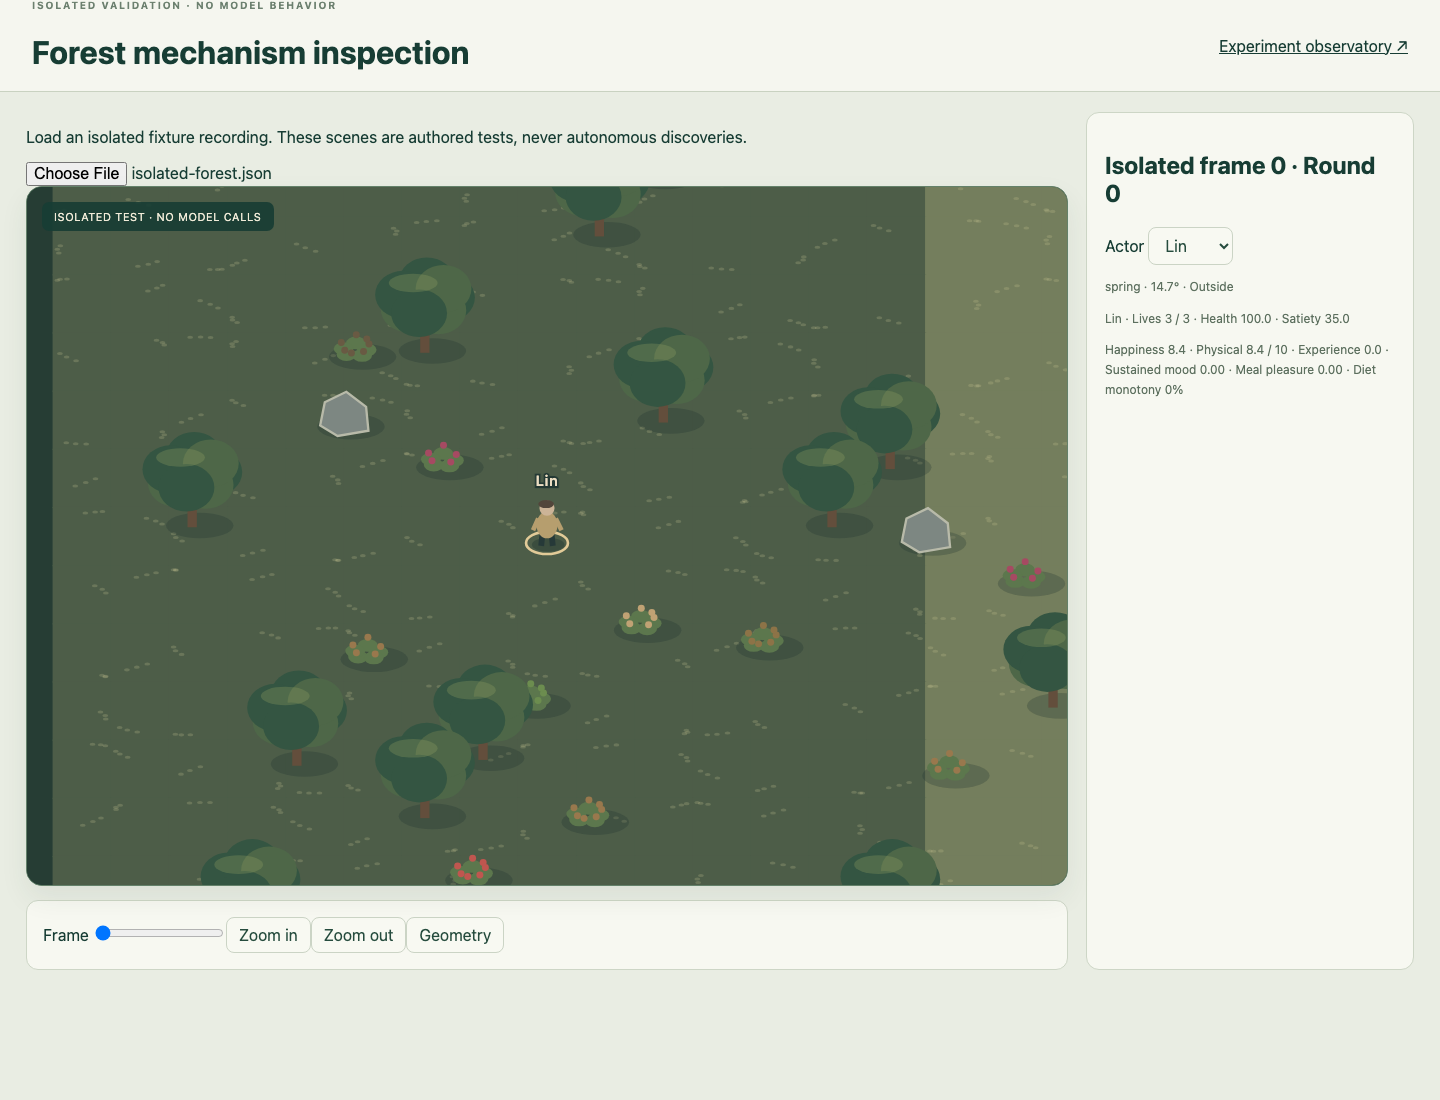 ISOLATED VALIDATION · NO MODEL BEHAVIOR
Forest mechanism inspection
Experiment observatory ↗
Load an isolated fixture recording. These scenes are authored tests, never autonomous discoveries.
Choose File isolated-forest.json
ISOLATED TEST · NO MODEL CALLS
Lin
Frame Zoom in Zoom out Geometry
Isolated frame 0 · Round
0
Actor Lin
spring · 14.7° · Outside
Lin · Lives 3 / 3 · Health 100.0 · Satiety 35.0
Happiness 8.4 · Physical 8.4 / 10 · Experience 0.0 ·
Sustained mood 0.00 · Meal pleasure 0.00 · Diet
monotony 0%